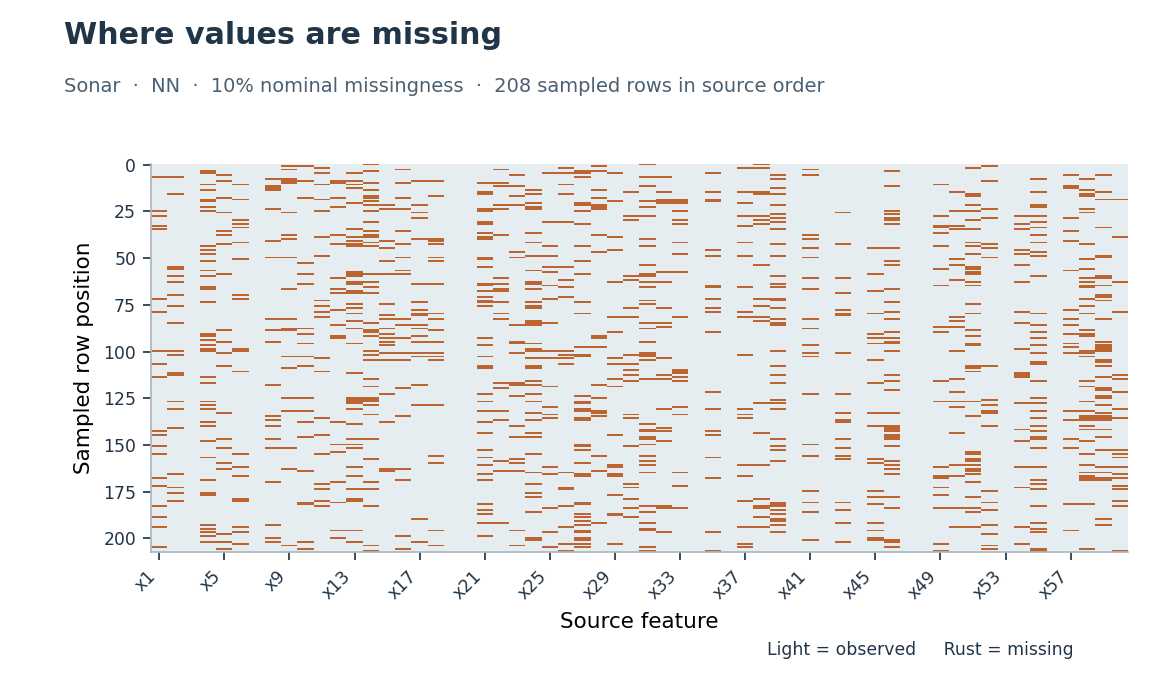 Where values are missing
Sonar · NN · 10% nominal missingness · 208 sampled rows in source order
0
25
50
75
100
125
150
175
200
Sampled row position
x1 x5 x9 x13 x17 x21 x25 x29 x33 x37 x41 x45 x49 x53 x57
Source feature
Light = observed Rust = missing